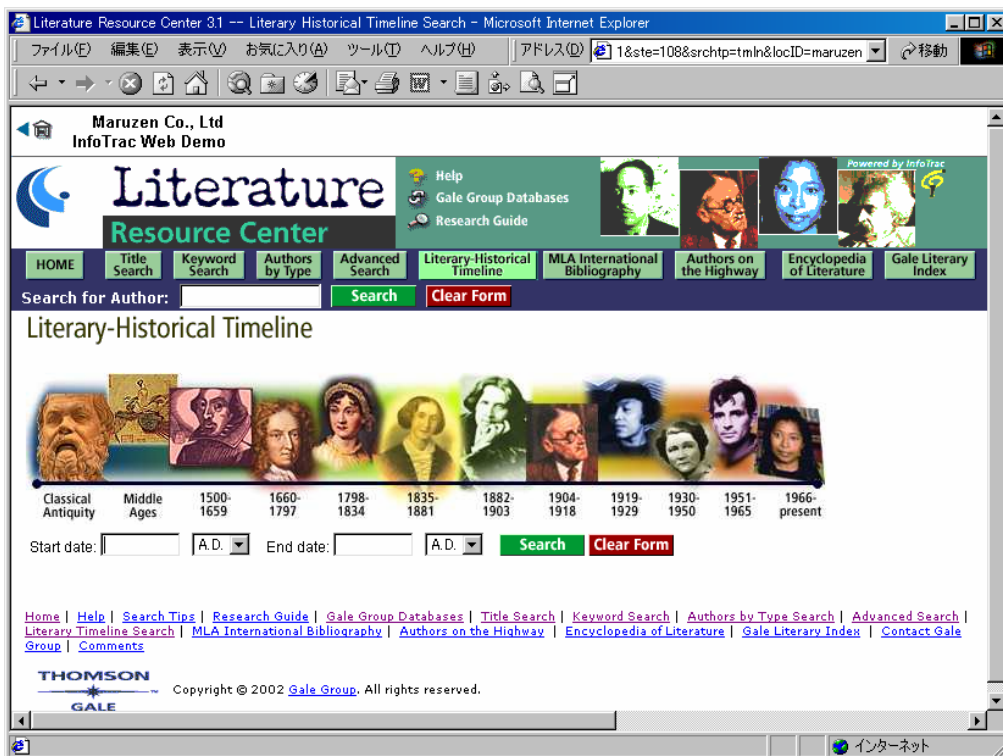 Literature Resource Center 3.1 -- Literary Historical Timeline Search - Microsoft Internet Explorer
ファイル(F) 編集(E) 表示(V) お気に入り(A) ツール(T) ヘルプ(H) アドレス(D) 1&ste=108&srchtp=tmln&locID=maruzen 移動
Maruzen Co., Ltd
InfoTrac Web Demo
Literature
Resource Center
Help
Gale Group Databases
Research Guide
Powered by InfoTrac
HOME
Title Search
Keyword Search
Authors by Type
Advanced Search
Literary-Historical Timeline
MLA International Bibliography
Authors on the Highway
Encyclopedia of Literature
Gale Literary Index
Search for Author: Search Clear Form
Literary-Historical Timeline
Classical Antiquity
Middle Ages
1500-1659
1660-1797
1798-1834
1835-1881
1882-1903
1904-1918
1919-1929
1930-1950
1951-1965
1966-present
Start date: A.D. End date: A.D. Search Clear Form
Home | Help | Search Tips | Research Guide | Gale Group Databases | Title Search | Keyword Search | Authors by Type Search | Advanced Search |
Literary Timeline Search | MLA International Bibliography | Authors on the Highway | Encyclopedia of Literature | Gale Literary Index | Contact Gale
Group | Comments
THOMSON
GALE
Copyright © 2002 Gale Group. All rights reserved.
インターネット